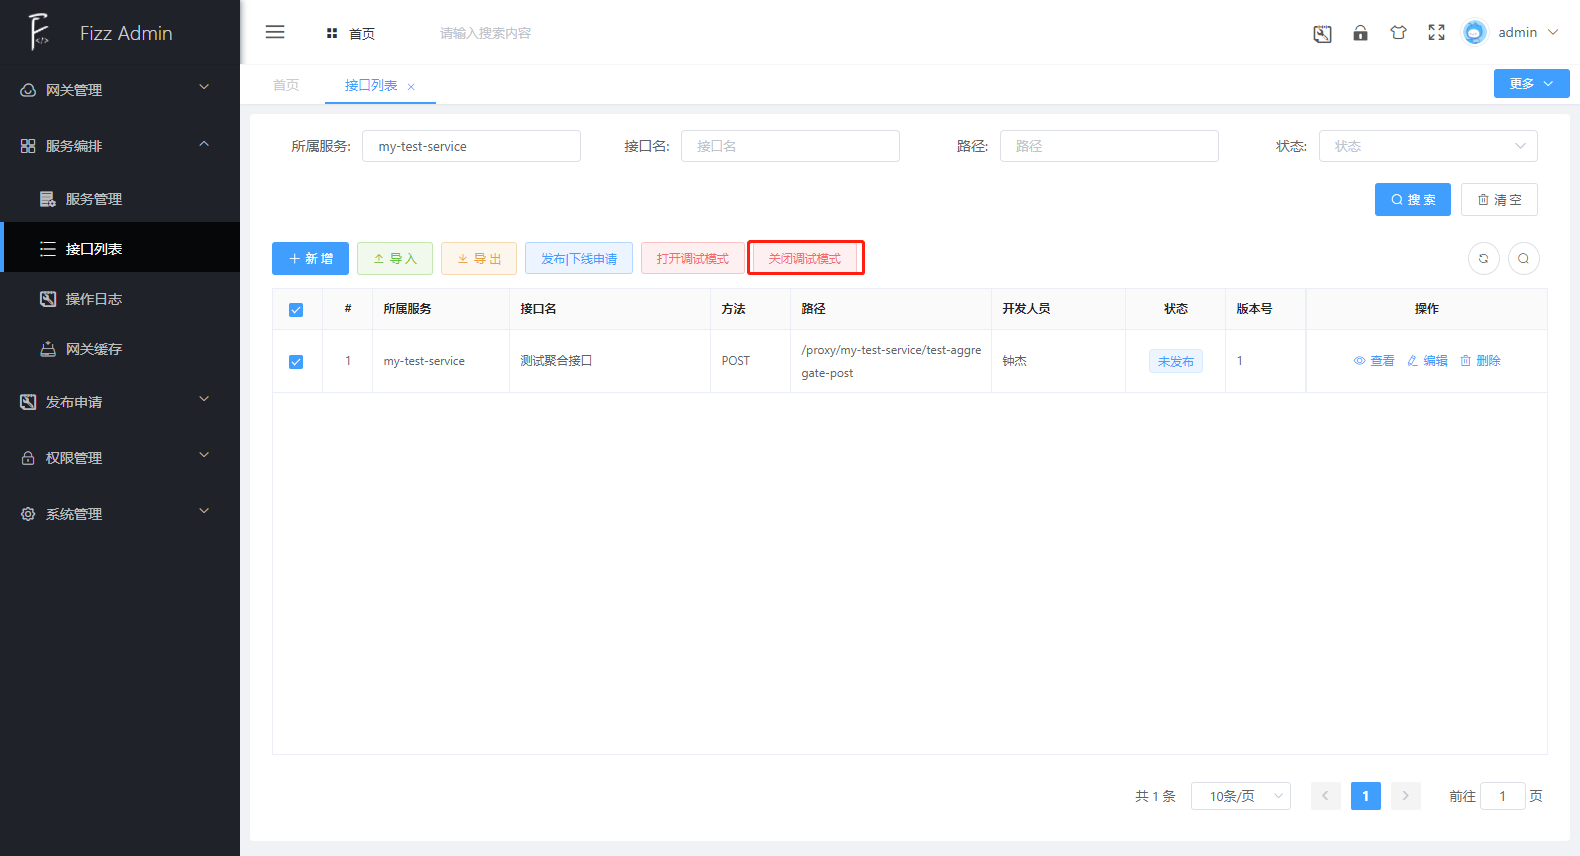 Fizz Admin
首页
请输入搜索内容
admin
网关管理
服务编排
服务管理
接口列表
操作日志
网关缓存
发布申请
权限管理
系统管理
首页
接口列表
更多
所属服务: my-test-service
接口名: 接口名
路径: 路径
状态: 状态
搜 索
清 空
新 增
导 入
导 出
发布|下线申请
打开调试模式
关闭调试模式
# 所属服务 接口名 方法 路径 开发人员 状态 版本号 操作
1 my-test-service 测试聚合接口 POST /proxy/my-test-service/test-aggre
gate-post 钟杰 未发布 1 查看 编辑 删除
共 1 条 10条/页 1 前往 1 页